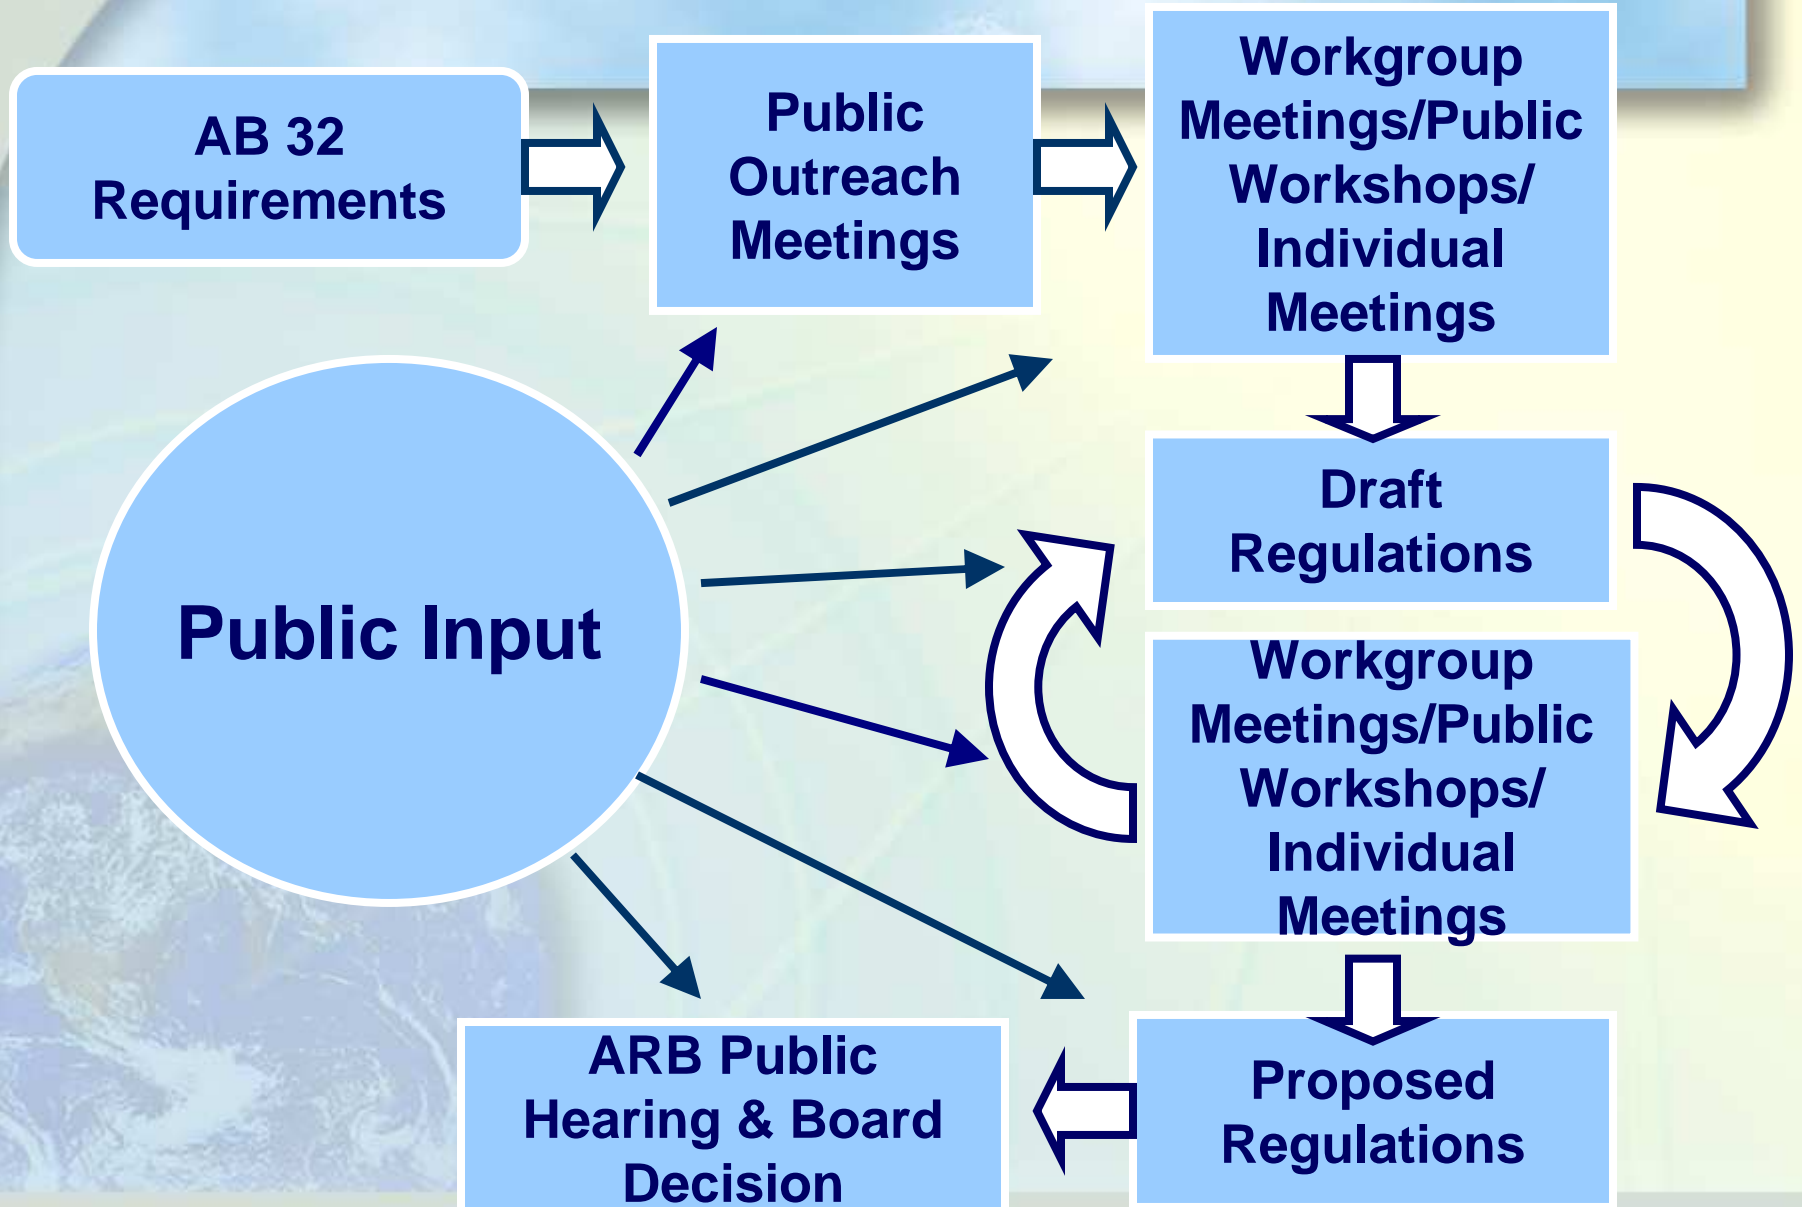 AB 32
Requirements
Public
Outreach
Meetings
Workgroup
Meetings/Public
Workshops/
Individual
Meetings
Draft
Regulations
Public Input
Workgroup
Meetings/Public
Workshops/
Individual
Meetings
Proposed
Regulations
ARB Public
Hearing & Board
Decision